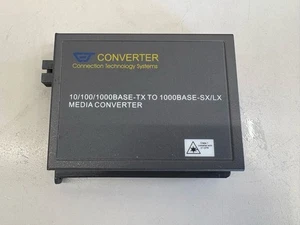 CONVERTER
Connection Technology Systems
10/100/1000BASE-TX TO 1000BASE-SX/LX
MEDIA CONVERTER